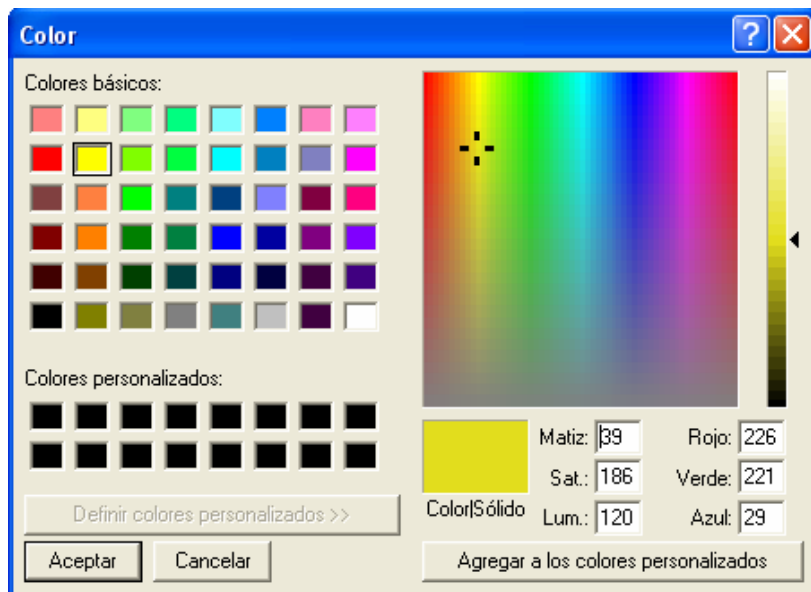 Color
Colores básicos:
Colores personalizados:
Definir colores personalizados >>
Aceptar
Cancelar
Color|Sólido
Matiz: 39
Sat.: 186
Lum.: 120
Rojo: 226
Verde: 221
Azul: 29
Agregar a los colores personalizados